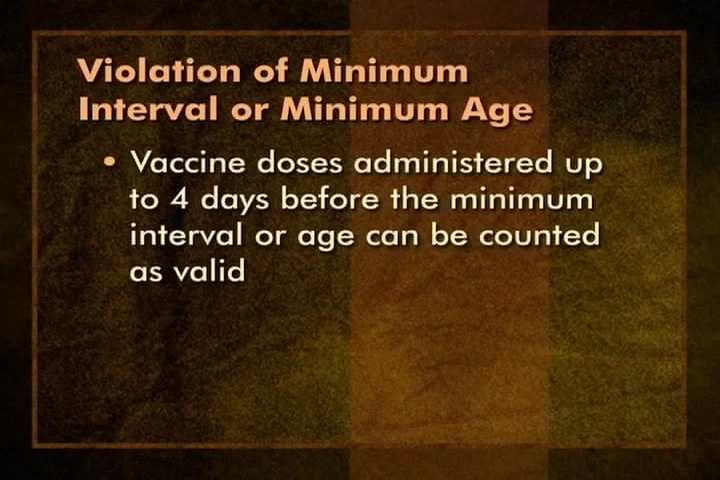 Violation of Minimum
Interval or Minimum Age
• Vaccine doses administered up
to 4 days before the minimum
interval or age can be counted
as valid